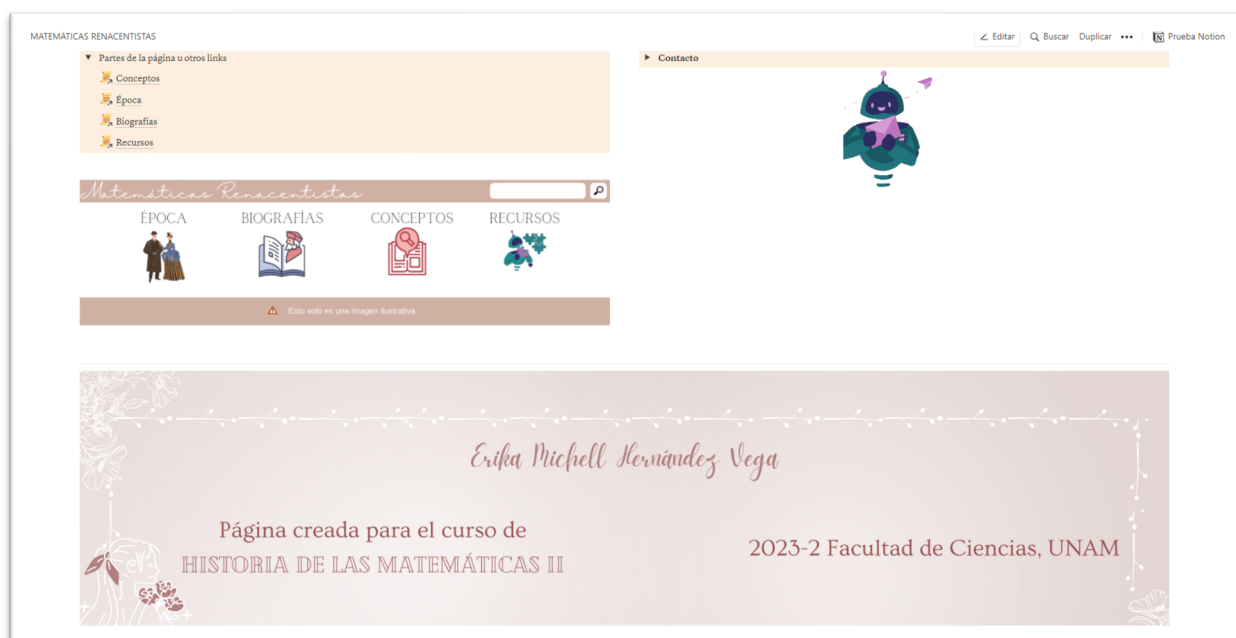 MATEMÁTICAS RENACENTISTAS
Editar Buscar Duplicar ••• Prueba Notion
Partes de la página u otros links
Conceptos
Época
Biografías
Recursos
Contacto
Matemáticas Renacentistas
ÉPOCA BIOGRAFÍAS CONCEPTOS RECURSOS
Esto solo es una imagen ilustrativa
Erika Michell Hernández Vega
Página creada para el curso de
HISTORIA DE LAS MATEMÁTICAS II
2023-2 Facultad de Ciencias, UNAM